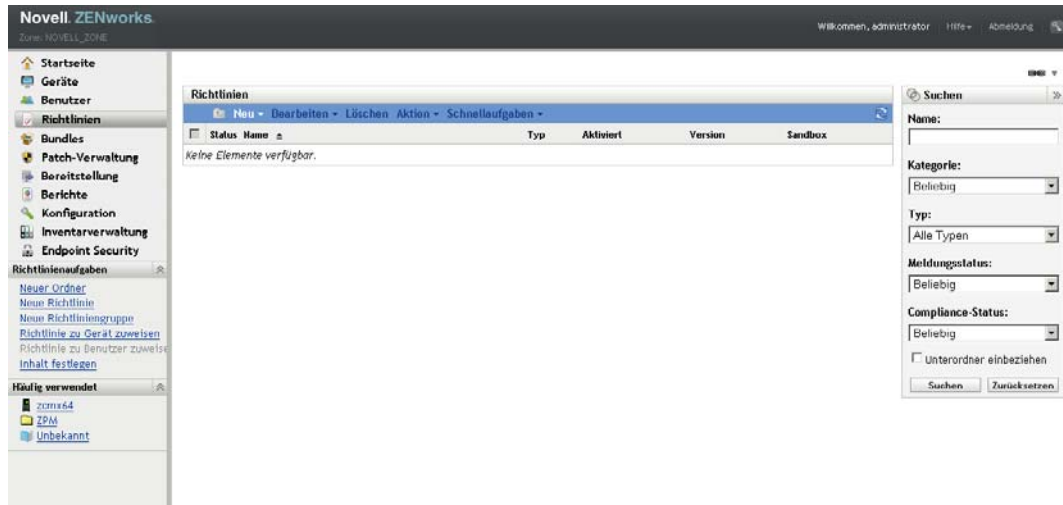 Novell. ZENworks.
Zone: NOVELL_ZONE
Willkommen, administrator Hilfe Abmeldung
Startseite
Geräte
Benutzer
Richtlinien
Bundles
Patch-Verwaltung
Bereitstellung
Berichte
Konfiguration
Inventarverwaltung
Endpoint Security
Richtlinienaufgaben
Neuer Ordner
Neue Richtlinie
Neue Richtliniengruppe
Richtlinie zu Gerät zuweisen
Richtlinie zu Benutzer zuweise
Inhalt festlegen
Häufig verwendet
zcmx64
ZPM
Unbekannt
Richtlinien
Neu Bearbeiten Löschen Aktion Schnellaufgaben
Status Name Typ Aktiviert Version Sandbox
Keine Elemente verfügbar.
Suchen
Name:
Kategorie:
Beliebig
Typ:
Alle Typen
Meldungsstatus:
Beliebig
Compliance-Status:
Beliebig
Unterordner einbeziehen
Suchen Zurücksetzen